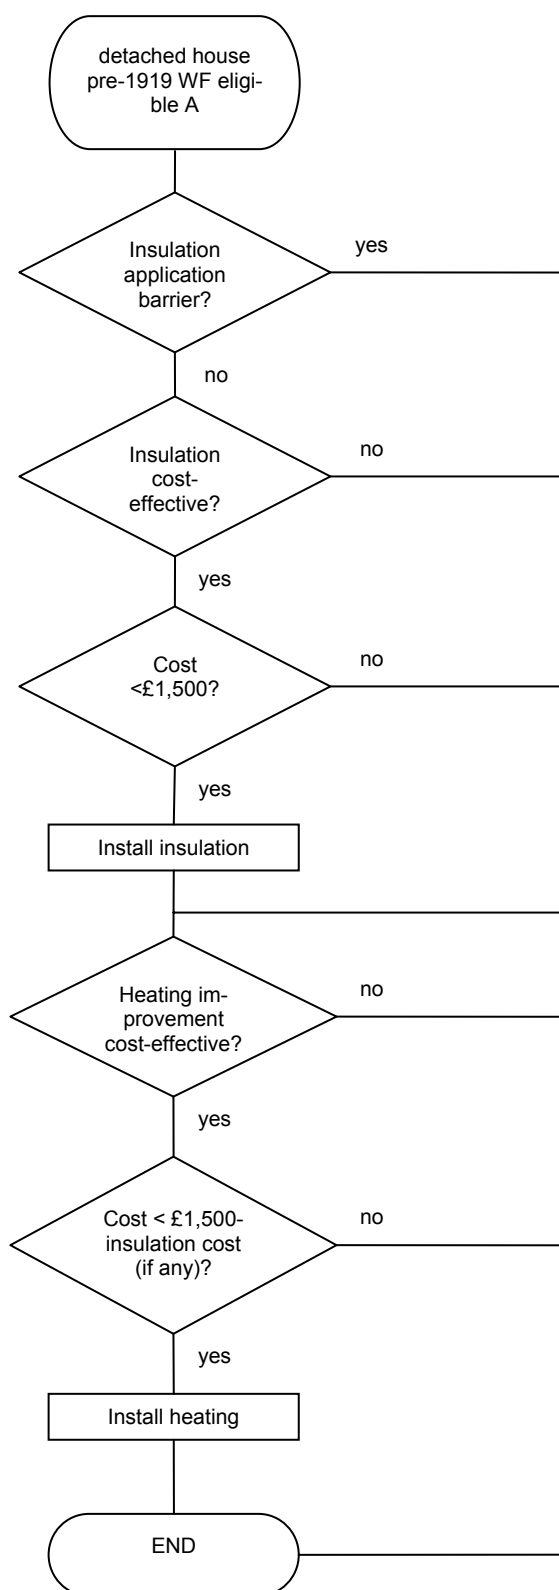 detached house
pre-1919 WF eligi-
ble A
Insulation
application
barrier?
yes
no
Insulation
cost-
effective?
no
yes
Cost
<£1,500?
no
yes
Install insulation
Heating im-
provement
cost-effective?
no
yes
Cost < £1,500-
insulation cost
(if any)?
no
yes
Install heating
END